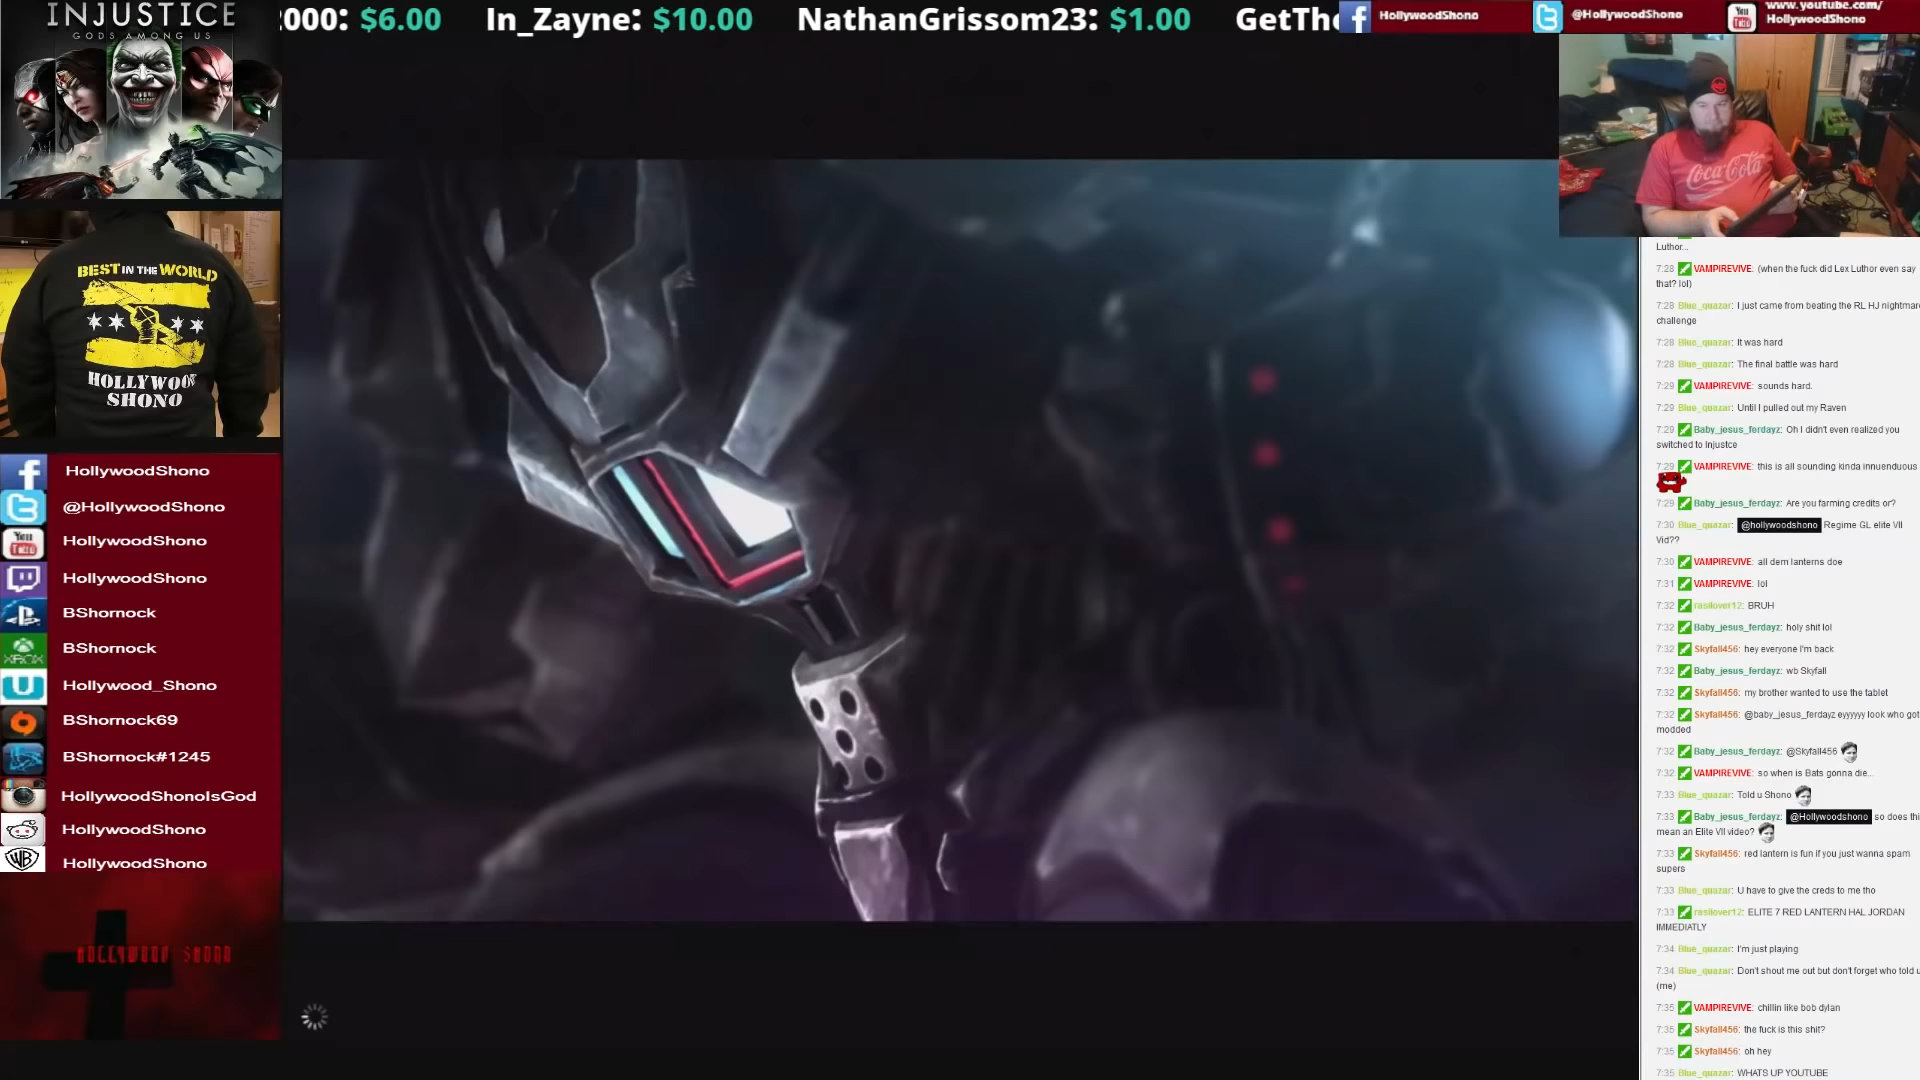 INJUSTICE
GODS AMONG US
2000: $6.00 In_Zayne: $10.00 NathanGrissom23: $1.00 GetThe
HollywoodShono
@HollywoodShono
www.youtube.com/
HollywoodShono
Coca-Cola
BEST IN THE WORLD
HOLLYWOOD
SHONO
HollywoodShono
@HollywoodShono
You
Tube
HollywoodShono
HollywoodShono
BShornock
XBOX
BShornock
Hollywood_Shono
BShornock69
BShornock#1245
HollywoodShonoIsGod
HollywoodShono
HollywoodShono
HOLLYWOOD SHONO
Luthor...
7:28 VAMPIREVIVE: (when the fuck did Lex Luthor even say
that? lol)
7:28 Blue_quazar: I just came from beating the RL HJ nightmare
challenge
7:28 Blue_quazar: It was hard
7:28 Blue_quazar: The final battle was hard
7:29 VAMPIREVIVE: sounds hard.
7:29 Blue_quazar: Until I pulled out my Raven
7:29 Baby_jesus_ferdayz: Oh I didn't even realized you
switched to Injustce
7:29 VAMPIREVIVE: this is all sounding kinda innuenduous
7:29 Baby_jesus_ferdayz: Are you farming credits or?
7:30 Blue_quazar: @hollywoodshono Regime GL elite VII
Vid??
7:30 VAMPIREVIVE: all dem lanterns doe
7:31 VAMPIREVIVE: lol
7:32 rasilover12: BRUH
7:32 Baby_jesus_ferdayz: holy shit lol
7:32 Skyfall456: hey everyone I'm back
7:32 Baby_jesus_ferdayz: wb Skyfall
7:32 Skyfall456: my brother wanted to use the tablet
7:32 Skyfall456: @baby_jesus_ferdayz eyyyyyy look who got
modded
7:32 Baby_jesus_ferdayz: @Skyfall456
7:32 VAMPIREVIVE: so when is Bats gonna die...
7:33 Blue_quazar: Told u Shono
7:33 Baby_jesus_ferdayz: @Hollywoodshono so does thi
mean an Elite VII video?
7:33 Skyfall456: red lantern is fun if you just wanna spam
supers
7:33 Blue_quazar: U have to give the creds to me tho
7:33 rasilover12: ELITE 7 RED LANTERN HAL JORDAN
IMMEDIATLY
7:34 Blue_quazar: I'm just playing
7:34 Blue_quazar: Don't shout me out but don't forget who told u
(me)
7:35 VAMPIREVIVE: chillin like bob dylan
7:35 Skyfall456: the fuck is this shit?
7:35 Skyfall456: oh hey
7:35 Blue_quazar: WHATS UP YOUTUBE